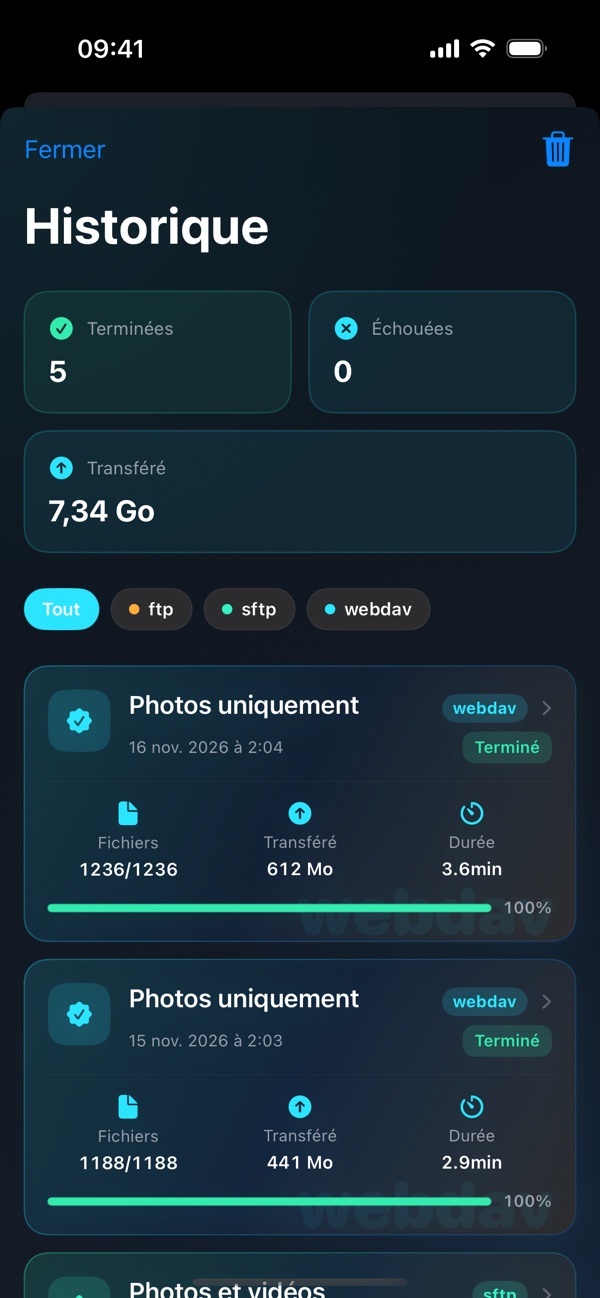 09:41
Fermer
Historique
Terminées
5
Échouées
0
Transféré
7,34 Go
Tout
ftp
sftp
webdav
Photos uniquement
webdav
16 nov. 2026 à 2:04
Terminé
Fichiers
Transféré
Durée
1236/1236
612 Mo
3.6min
webdav
100%
Photos uniquement
webdav
15 nov. 2026 à 2:03
Terminé
Fichiers
Transféré
Durée
1188/1188
441 Mo
2.9min
webdav
100%
Photos et vidéos
sftp